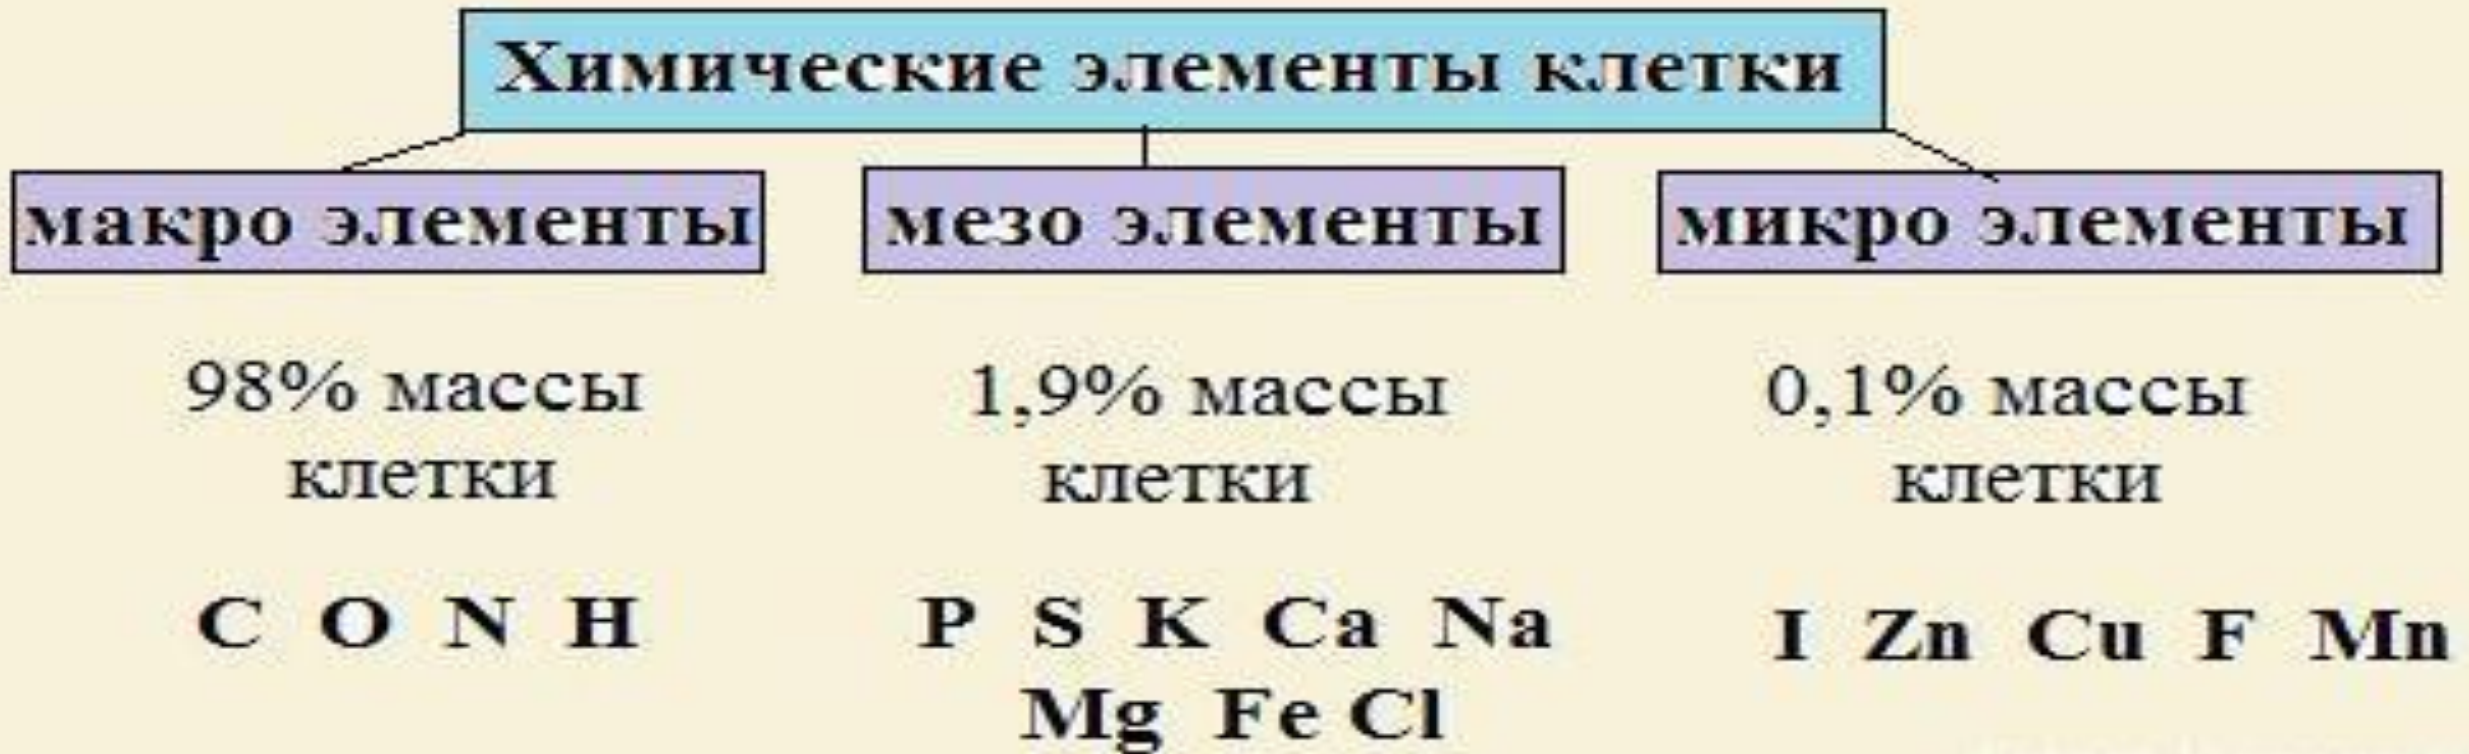 Химические элементы клетки
макро элементы
мезо элементы
микро элементы
98% массы
клетки
1,9% массы
клетки
0,1% массы
клетки
C O N H
P S K Ca Na
Mg Fe Cl
I Zn Cu F Mn